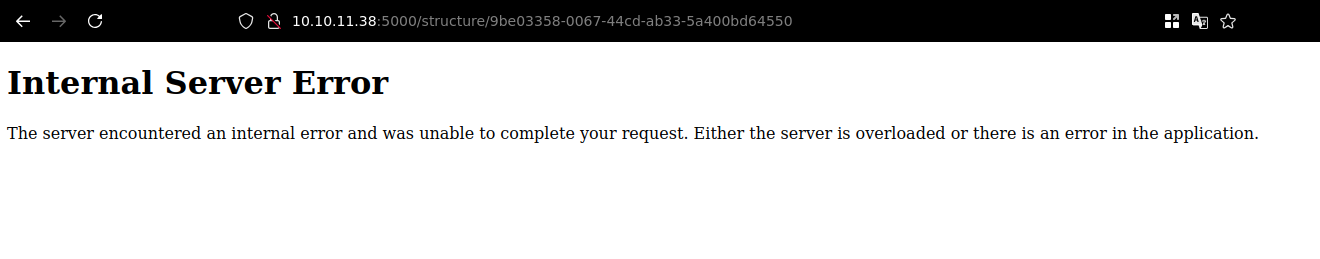 10.10.11.38:5000/structure/9be03358-0067-44cd-ab33-5a400bd64550
Internal Server Error
The server encountered an internal error and was unable to complete your request. Either the server is overloaded or there is an error in the application.